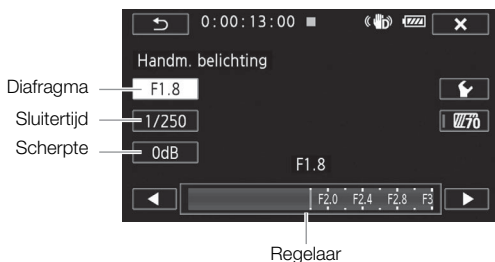 0:00:13:00
Handm. belichting
Diafragma
F1.8
Sluitertijd
1/250
70
Scherpte
0dB
F1.8
F2.0 F2.4 F2.8 F3
Regelaar